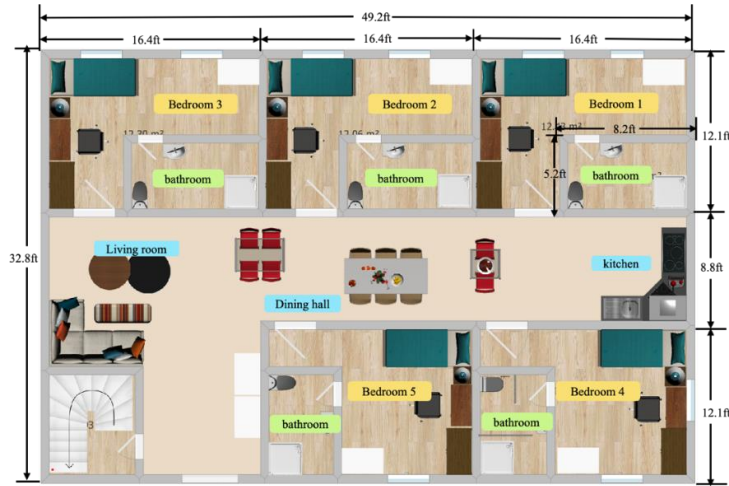 49.2ft
16.4ft
16.4ft
16.4ft
Bedroom 3
Bedroom 2
Bedroom 1
8.2ft
12.1ft
bathroom
bathroom
5.2ft
bathroom
32.8ft
Living room
kitchen
8.8ft
Dining hall
Bedroom 5
Bedroom 4
12.1ft
bathroom
bathroom